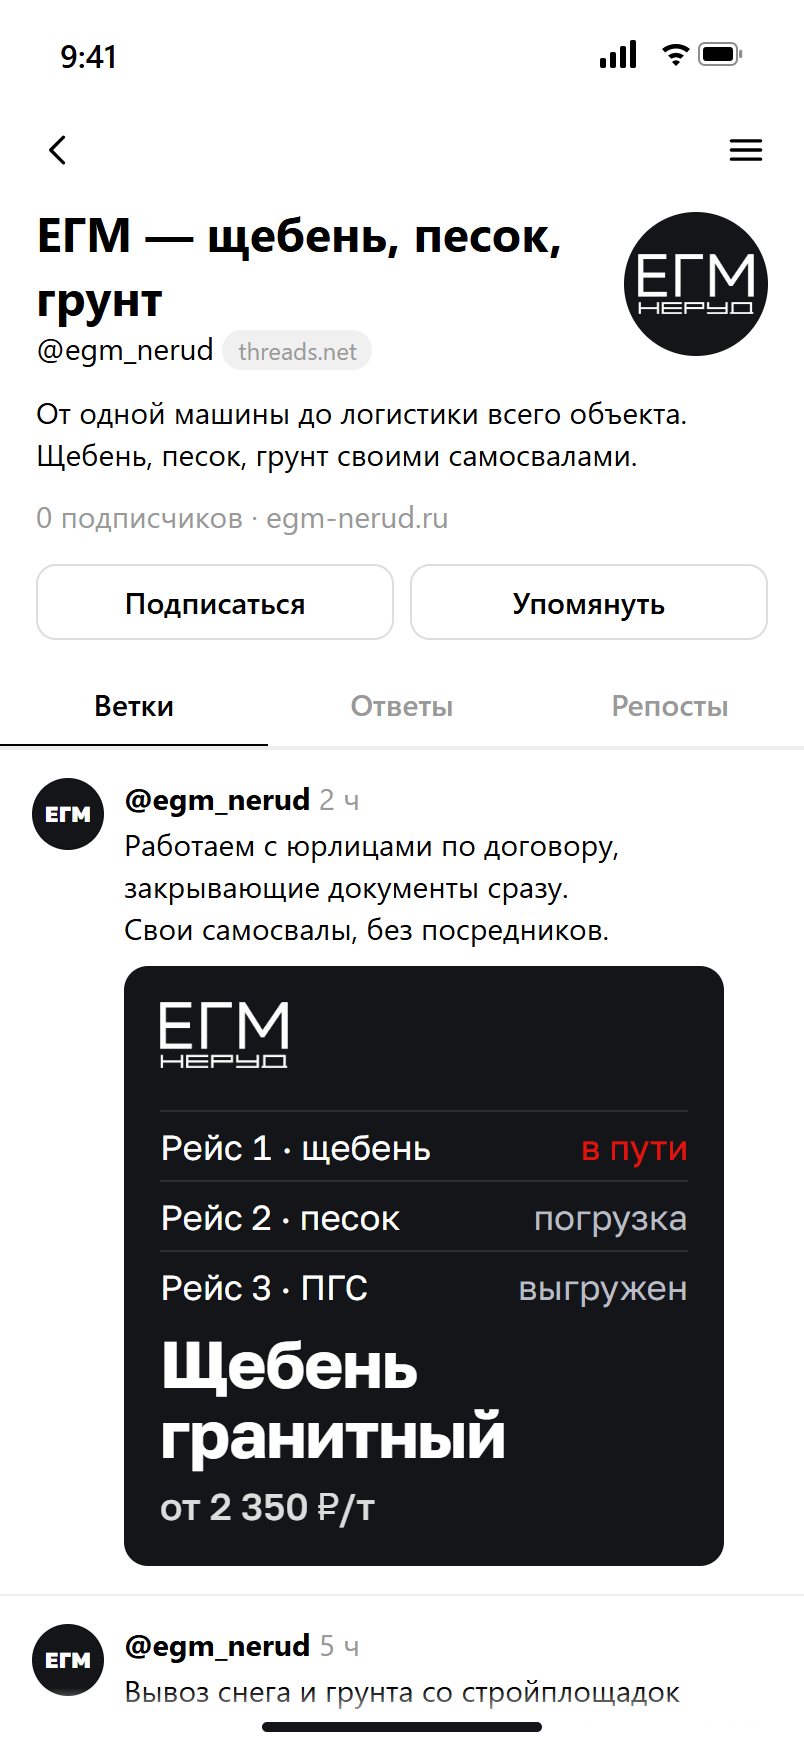 9:41
ЕГМ — щебень, песок,
грунт
ЕГМ
НЕРУД
@egm_nerud threads.net
От одной машины до логистики всего объекта.
Щебень, песок, грунт своими самосвалами.
0 подписчиков · egm-nerud.ru
Подписаться Упомянуть
Ветки Ответы Репосты
ЕГМ
@egm_nerud 2 ч
Работаем с юрлицами по договору,
закрывающие документы сразу.
Свои самосвалы, без посредников.
ЕГМ
НЕРУД
Рейс 1 · щебень в пути
Рейс 2 · песок погрузка
Рейс 3 · ПГС выгружен
Щебень
гранитный
от 2 350 ₽/т
ЕГМ
@egm_nerud 5 ч
Вывоз снега и грунта со стройплощадок